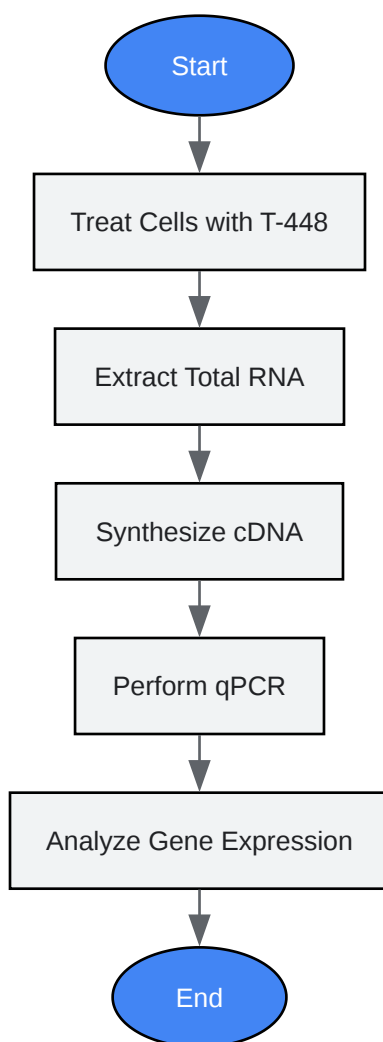 Start
Treat Cells with T-448
Extract Total RNA
Synthesize cDNA
Perform qPCR
Analyze Gene Expression
End